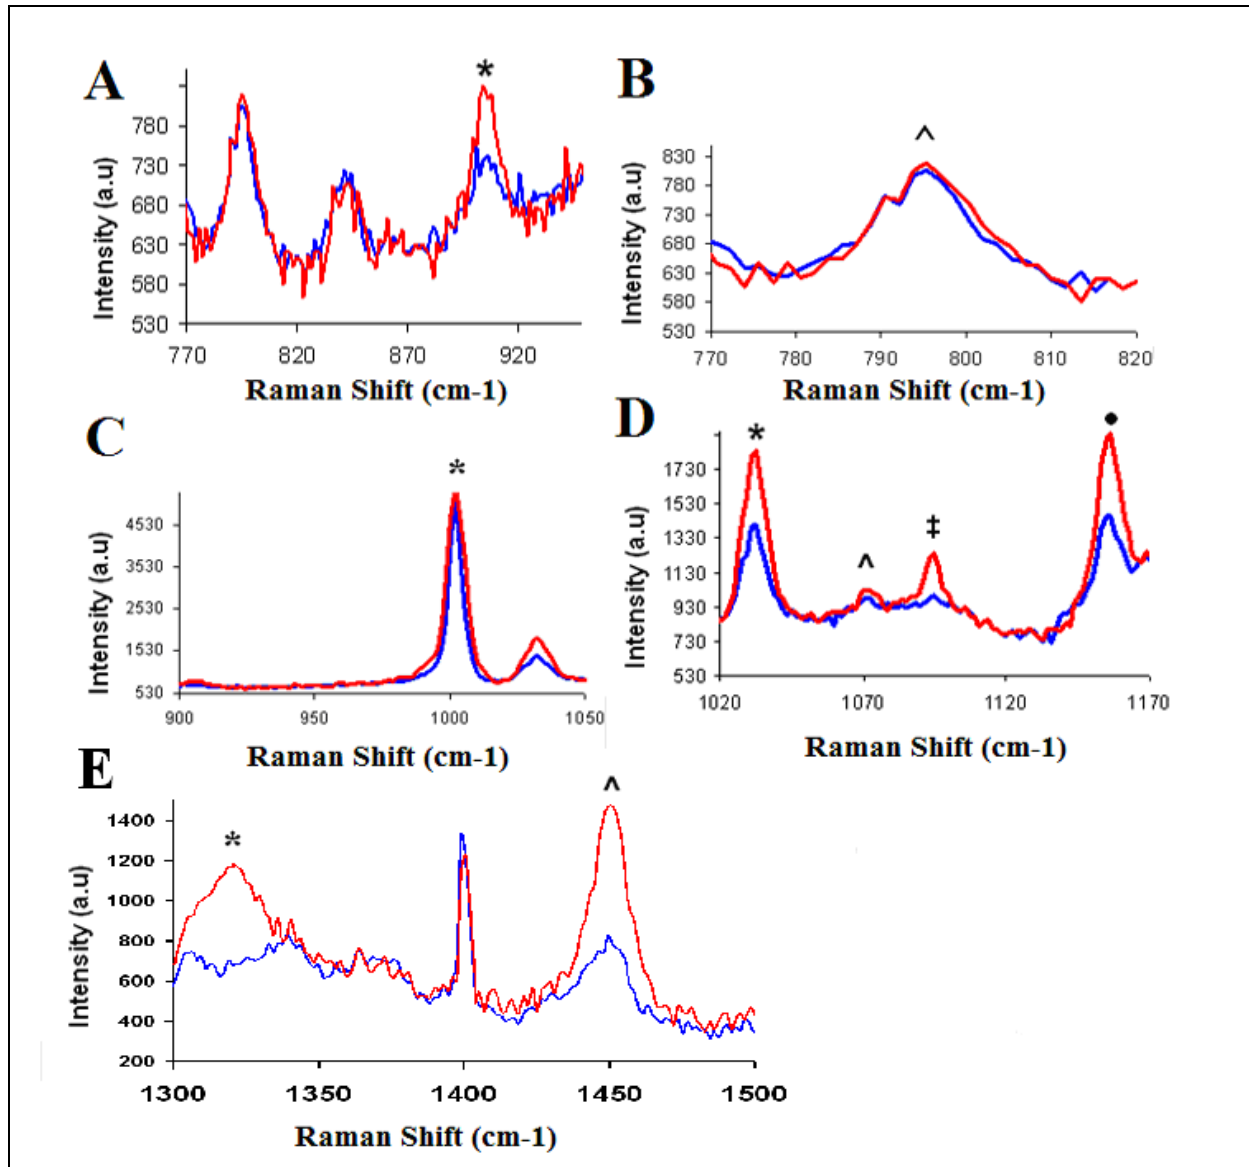 A
*
Intensity (a.u)
780
730
680
630
580
530
770 820 870 920
Raman Shift (cm-1)
B
^
Intensity (a.u)
830
780
730
680
630
580
530
770 780 790 800 810 820
Raman Shift (cm-1)
C
*
Intensity (a.u)
4530
3530
2530
1530
530
900 950 1000 1050
Raman Shift (cm-1)
D
* ^ ‡ •
Intensity (a.u)
1730
1530
1330
1130
930
730
530
1020 1070 1120 1170
Raman Shift (cm-1)
E
* ^
Intensity (a.u)
1400
1200
1000
800
600
400
200
1300 1350 1400 1450 1500
Raman Shift (cm-1)